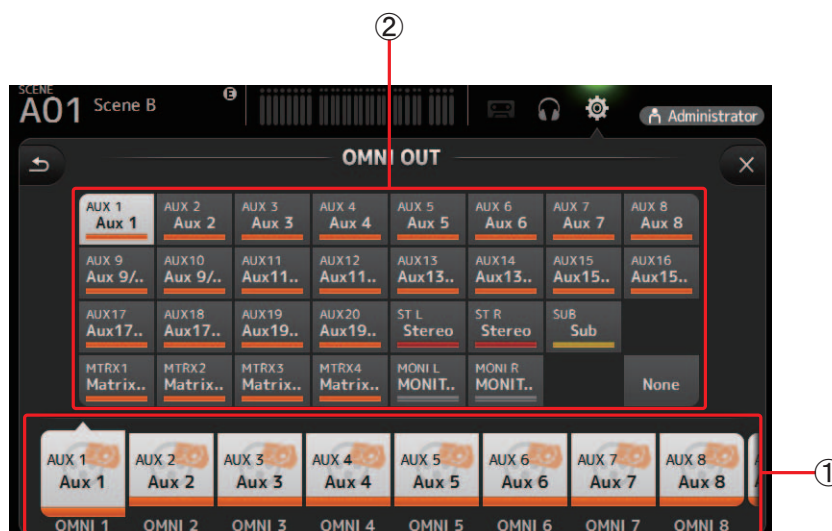 ②
SCENE
A01 Scene B
E
Administrator
OMNI OUT
AUX 1 AUX 2 AUX 3 AUX 4 AUX 5 AUX 6 AUX 7 AUX 8
Aux 1 Aux 2 Aux 3 Aux 4 Aux 5 Aux 6 Aux 7 Aux 8
AUX 9 AUX10 AUX11 AUX12 AUX13 AUX14 AUX15 AUX16
Aux 9/.. Aux 9/.. Aux11.. Aux11.. Aux13.. Aux13.. Aux15.. Aux15..
AUX17 AUX18 AUX19 AUX20 ST L ST R SUB
Aux17.. Aux17.. Aux19.. Aux19.. Stereo Stereo Sub
MTRX1 MTRX2 MTRX3 MTRX4 MONI L MONI R
Matrix.. Matrix.. Matrix.. Matrix.. MONIT.. MONIT.. None
AUX 1 AUX 2 AUX 3 AUX 4 AUX 5 AUX 6 AUX 7 AUX 8
Aux 1 Aux 2 Aux 3 Aux 4 Aux 5 Aux 6 Aux 7 Aux 8
①
OMNI 1 OMNI 2 OMNI 3 OMNI 4 OMNI 5 OMNI 6 OMNI 7 OMNI 8